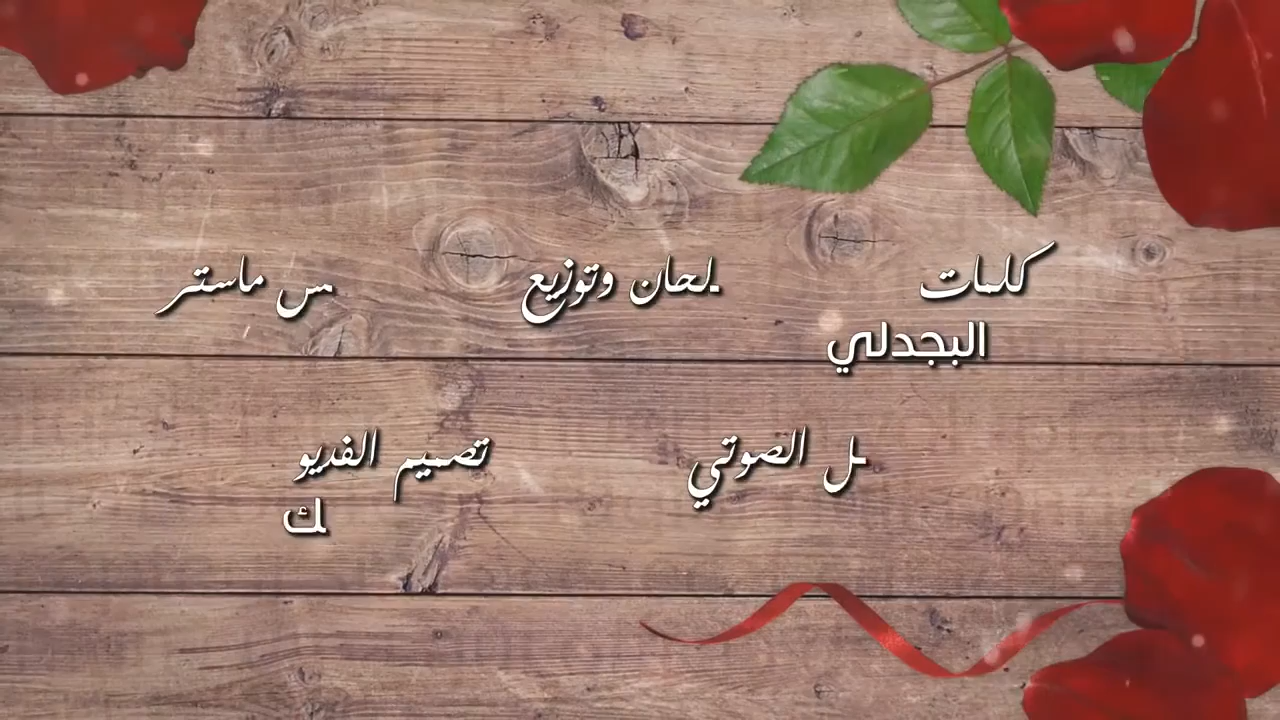 كلمات
البجدلي
لحان وتوزيع
س ماستر
ل الصوتي
تصميم الفديو
لك